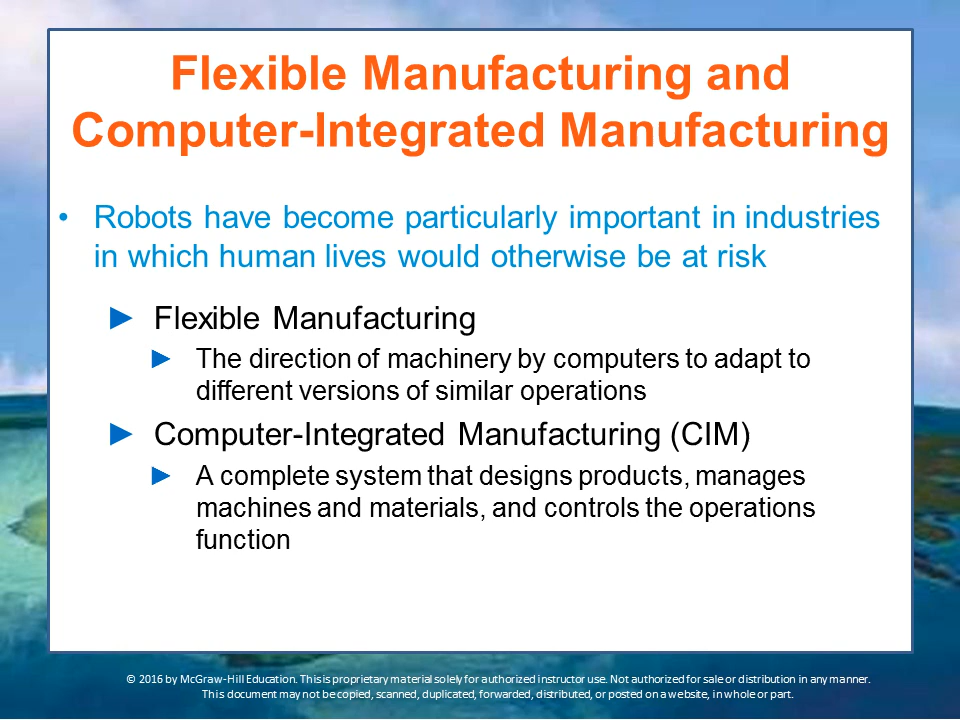 Flexible Manufacturing and
Computer-Integrated Manufacturing
• Robots have become particularly important in industries
in which human lives would otherwise be at risk
► Flexible Manufacturing
► The direction of machinery by computers to adapt to
different versions of similar operations
► Computer-Integrated Manufacturing (CIM)
► A complete system that designs products, manages
machines and materials, and controls the operations
function
© 2016 by McGraw-Hill Education. This is proprietary material solely for authorized instructor use. Not authorized for sale or distribution in any manner.
This document may not be copied, scanned, duplicated, forwarded, distributed, or posted on a website, in whole or part.